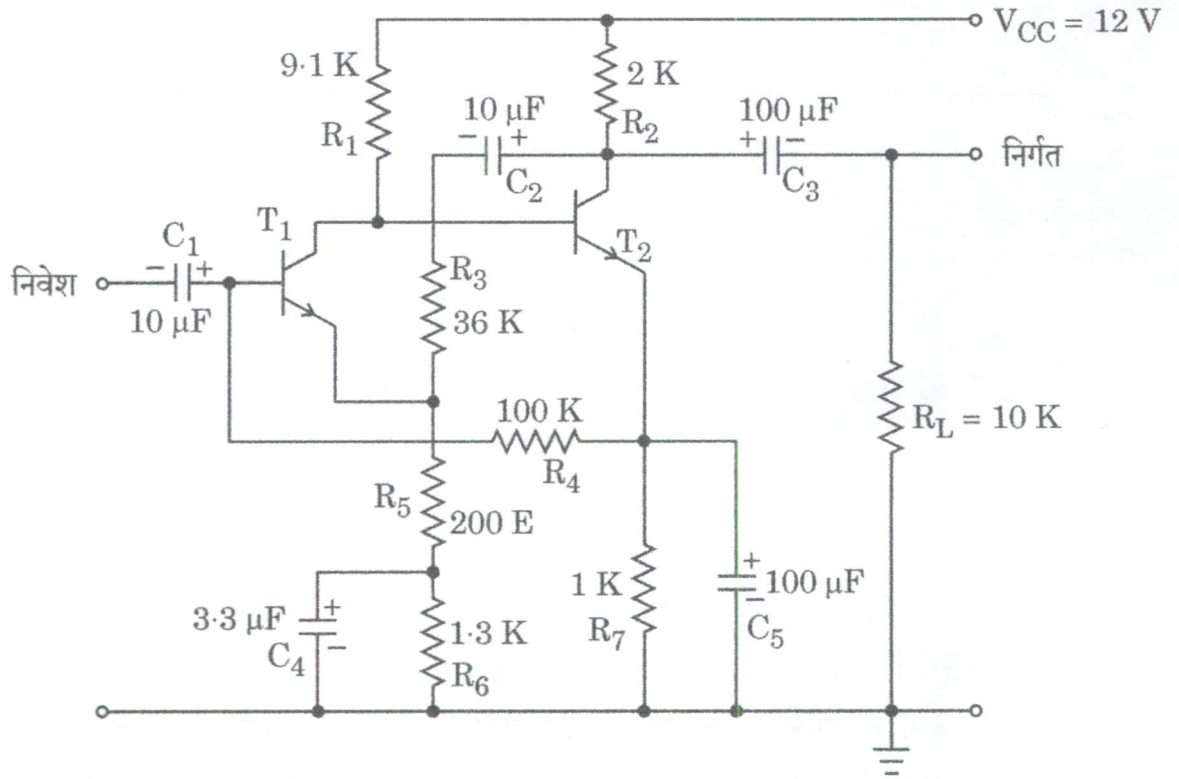 V_CC = 12 V
9·1 K
R_1
2 K
R_2
10 µF
− +
C_2
100 µF
+ −
C_3
निर्गत
T_1
T_2
C_1
− +
10 µF
निवेश
R_3
36 K
100 K
R_4
R_L = 10 K
R_5
200 E
3·3 µF
+
−
C_4
1·3 K
R_6
1 K
R_7
+
−
100 µF
C_5